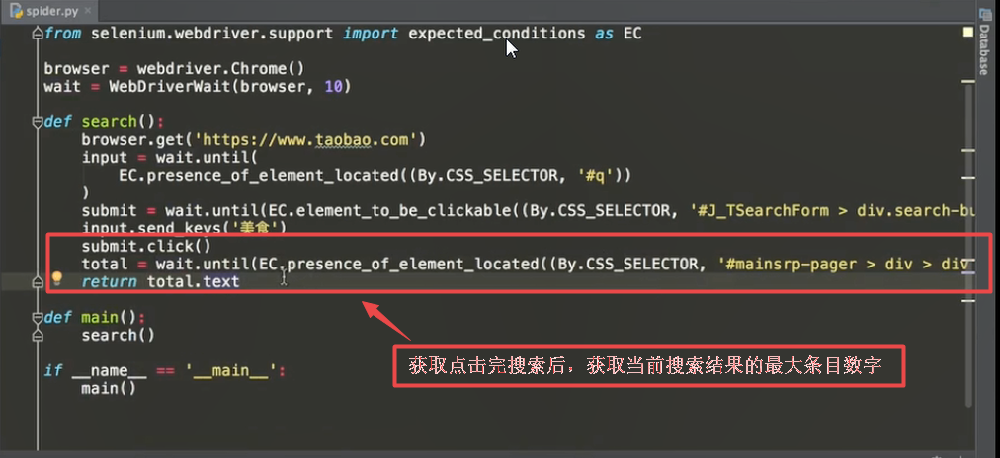 spider.py
from selenium.webdriver.support import expected_conditions as EC
browser = webdriver.Chrome()
wait = WebDriverWait(browser, 10)
def search():
browser.get('https://www.taobao.com')
input = wait.until(
EC.presence_of_element_located((By.CSS_SELECTOR, '#q'))
)
submit = wait.until(EC.element_to_be_clickable((By.CSS_SELECTOR, '#J_TSearchForm > div.search-bu
input.send_keys('美食')
submit.click()
total = wait.until(EC.presence_of_element_located((By.CSS_SELECTOR, '#mainsrp-pager > div > div
return total.text
def main():
search()
if __name__ == '__main__':
main()
获取点击完搜索后，获取当前搜索结果的最大条目数字
Database